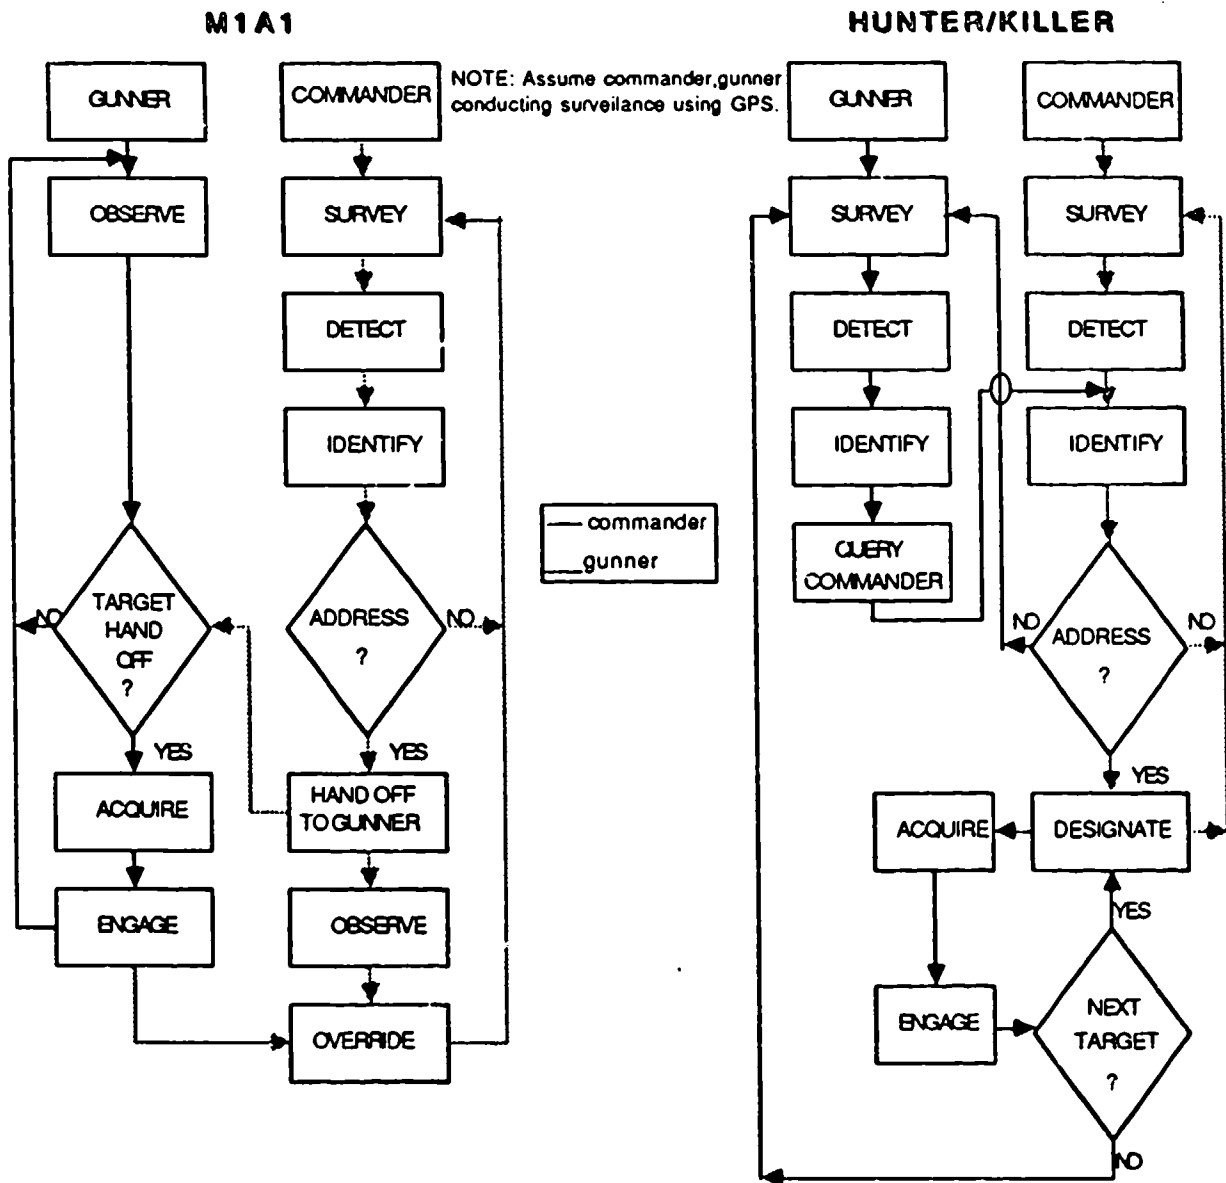 M1A1
HUNTER/KILLER
GUNNER
COMMANDER
NOTE: Assume commander,gunner
conducting surveilance using GPS.
OBSERVE
SURVEY
DETECT
IDENTIFY
TARGET
HAND
OFF
?
NO
YES
ADDRESS
?
NO
YES
ACQUIRE
HAND OFF
TO GUNNER
ENGAGE
OBSERVE
OVERRIDE
commander
gunner
GUNNER
COMMANDER
SURVEY
SURVEY
DETECT
DETECT
IDENTIFY
IDENTIFY
QUERY
COMMANDER
NO
ADDRESS
?
NO
YES
ACQUIRE
DESIGNATE
YES
ENGAGE
NEXT
TARGET
?
NO